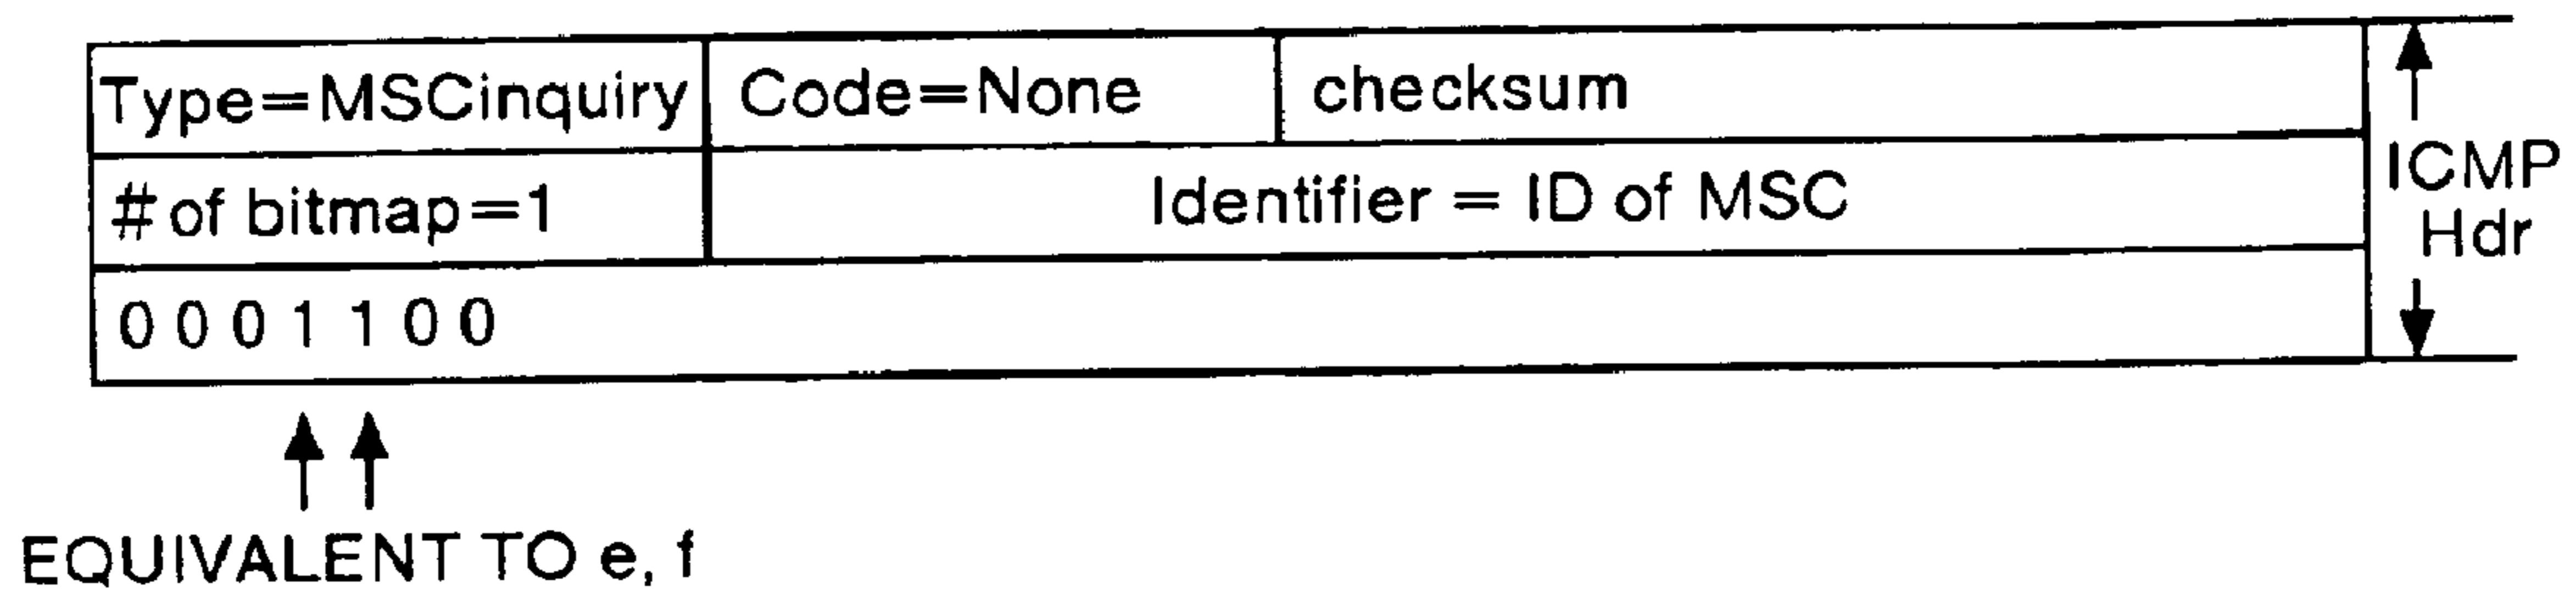 Type=MSCinquiry Code=None checksum
# of bitmap=1 Identifier = ID of MSC
ICMP
Hdr
0 0 0 1 1 0 0
EQUIVALENT TO e, f